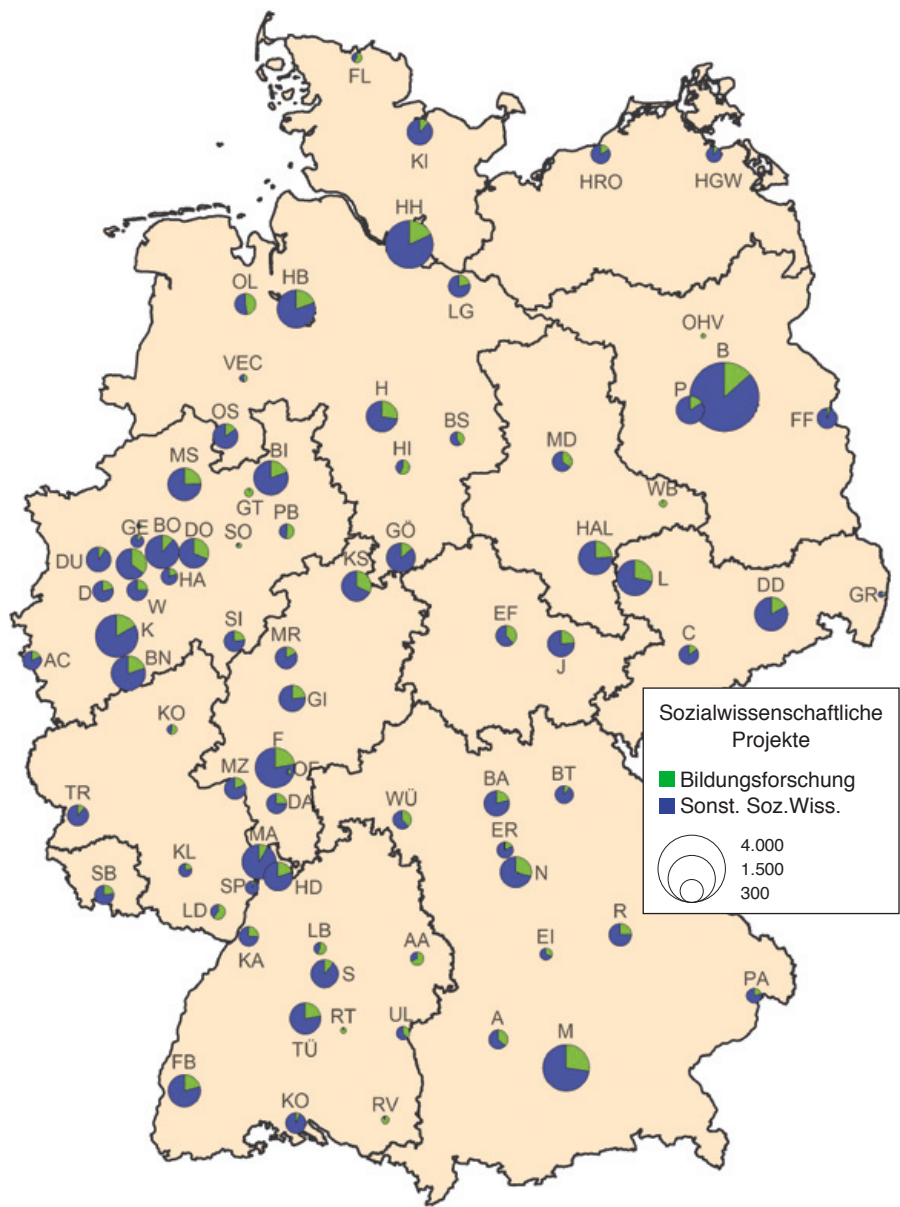 FL
KI
HRO
HGW
HH
OL
HB
LG
OHV
B
VEC
P
FF
H
OS
BS
HI
MD
MS
BI
GT
WB
PB
GE
BO
DO
SO
GÖ
HAL
DU
HA
KS
L
D
W
DD
GR
K
SI
EF
J
C
AC
BN
MR
GI
KO
F
OF
MZ
DA
BA
BT
TR
WÜ
MA
ER
N
KL
SB
SP
HD
LD
R
KA
LB
AA
EI
S
PA
RT
UL
A
TÜ
M
FB
KO
RV
Sozialwissenschaftliche
Projekte
Bildungsforschung
Sonst. Soz.Wiss.
4.000
1.500
300